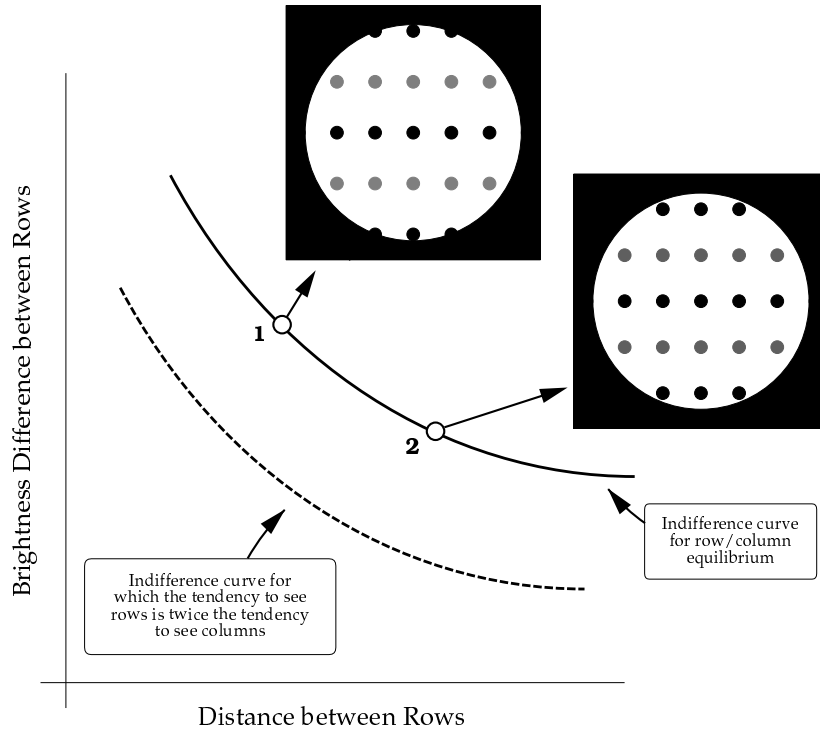 Brightness Difference between Rows
1
2
Indifference curve
for row/column
equilibrium
Indifference curve for
which the tendency to see
rows is twice the tendency
to see columns
Distance between Rows